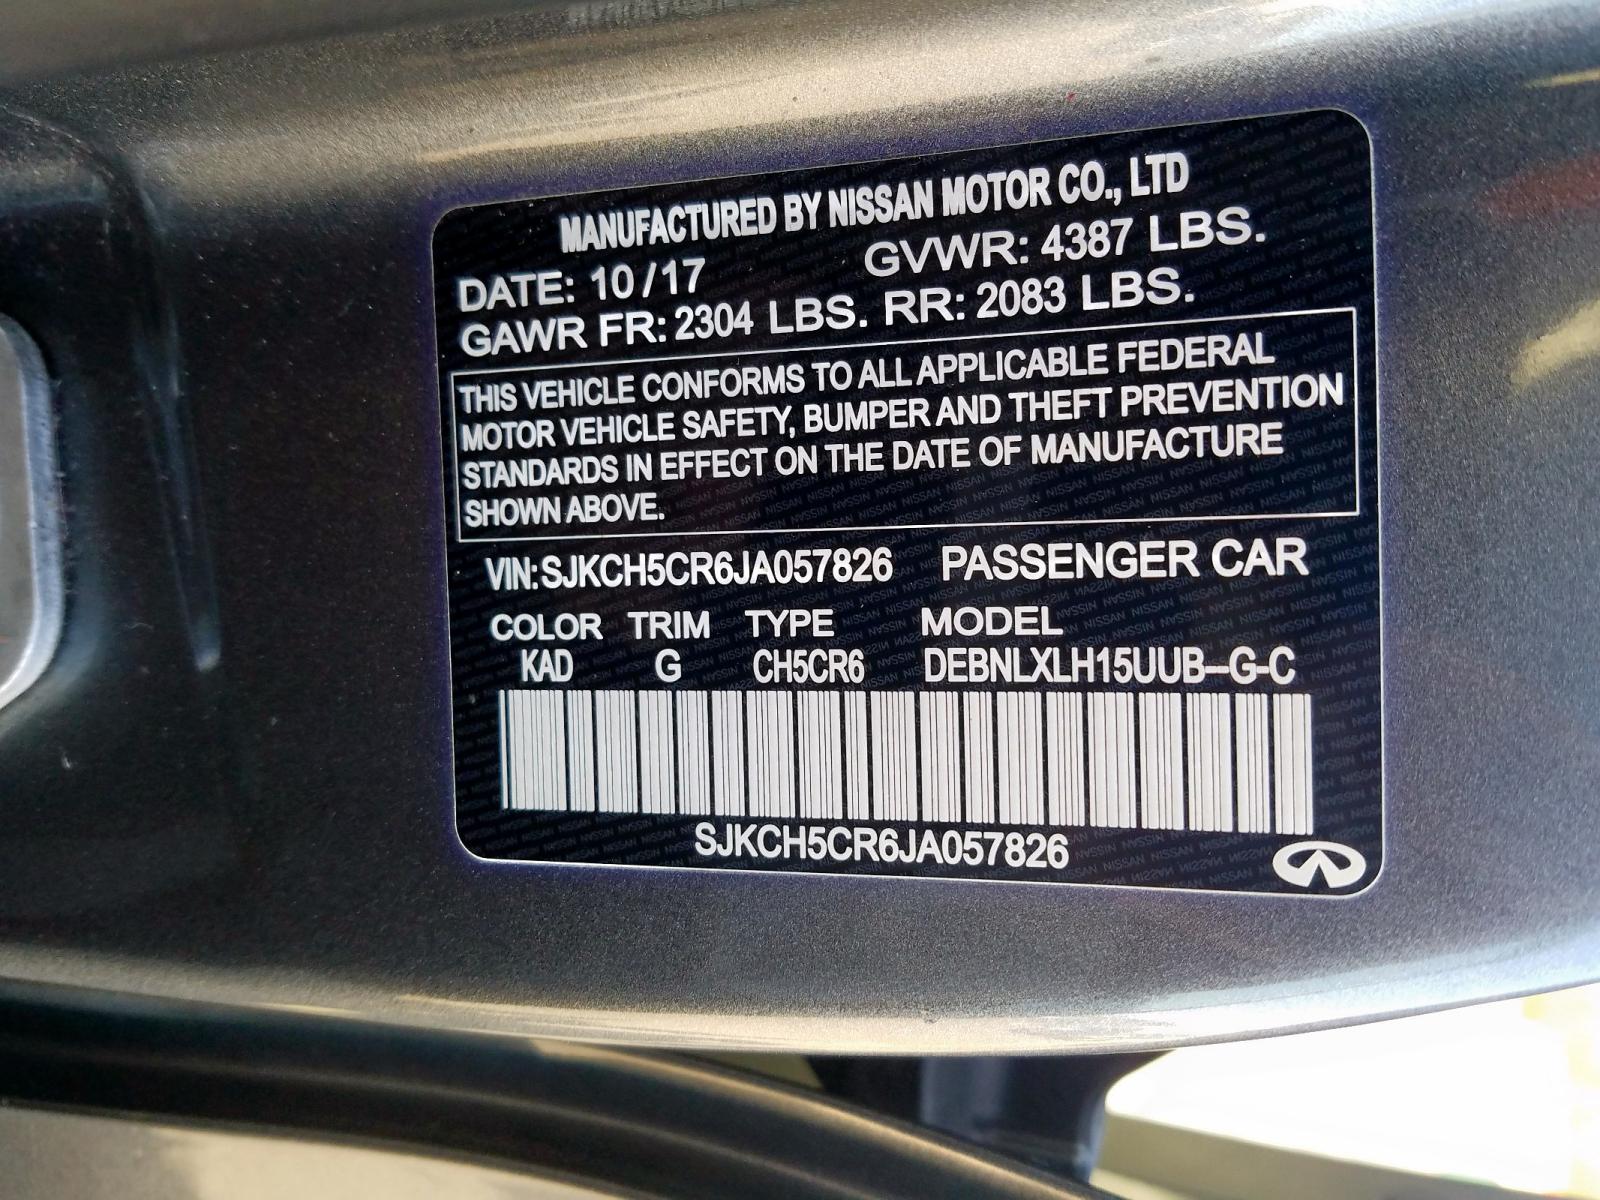 MANUFACTURED BY NISSAN MOTOR CO., LTD
DATE: 10/17 GVWR: 4387 LBS.
GAWR FR: 2304 LBS. RR: 2083 LBS.
THIS VEHICLE CONFORMS TO ALL APPLICABLE FEDERAL
MOTOR VEHICLE SAFETY, BUMPER AND THEFT PREVENTION
STANDARDS IN EFFECT ON THE DATE OF MANUFACTURE
SHOWN ABOVE.
VIN:SJKCH5CR6JA057826 PASSENGER CAR
COLOR TRIM TYPE MODEL
KAD G CH5CR6 DEBNLXLH15UUB--G-C
SJKCH5CR6JA057826